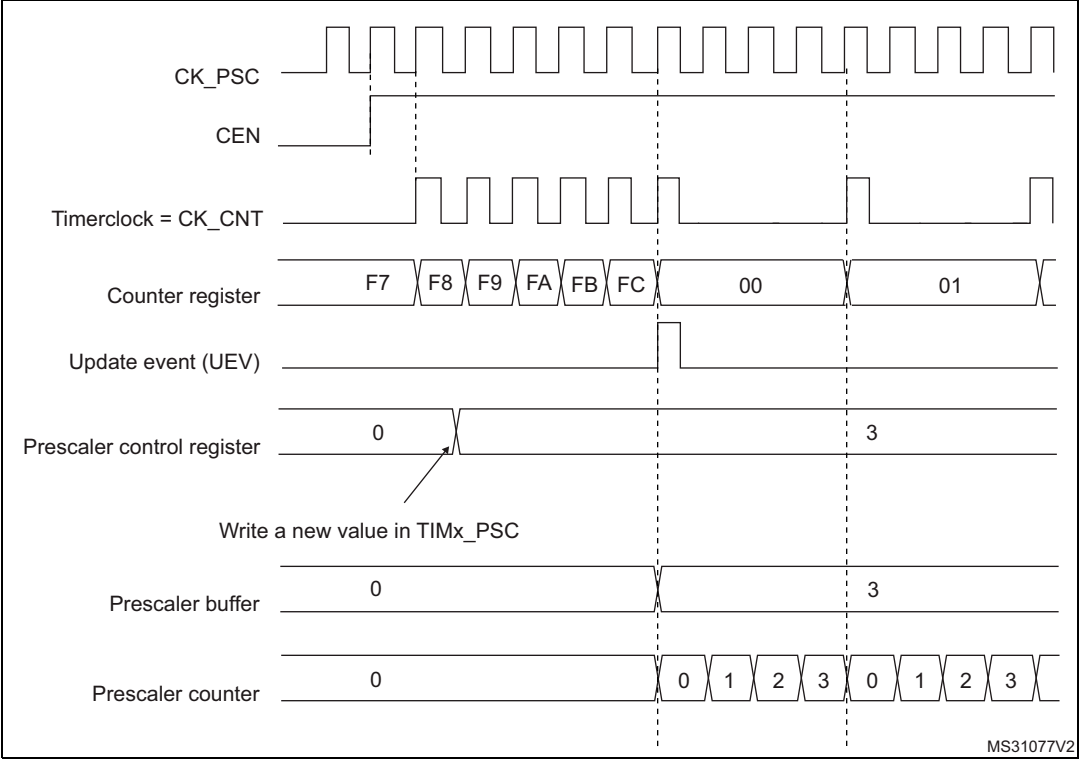 CK_PSC
CEN
Timerclock = CK_CNT
Counter register F7 F8 F9 FA FB FC 00 01
Update event (UEV)
Prescaler control register 0 3
Write a new value in TIMx_PSC
Prescaler buffer 0 3
Prescaler counter 0 0 1 2 3 0 1 2 3
MS31077V2